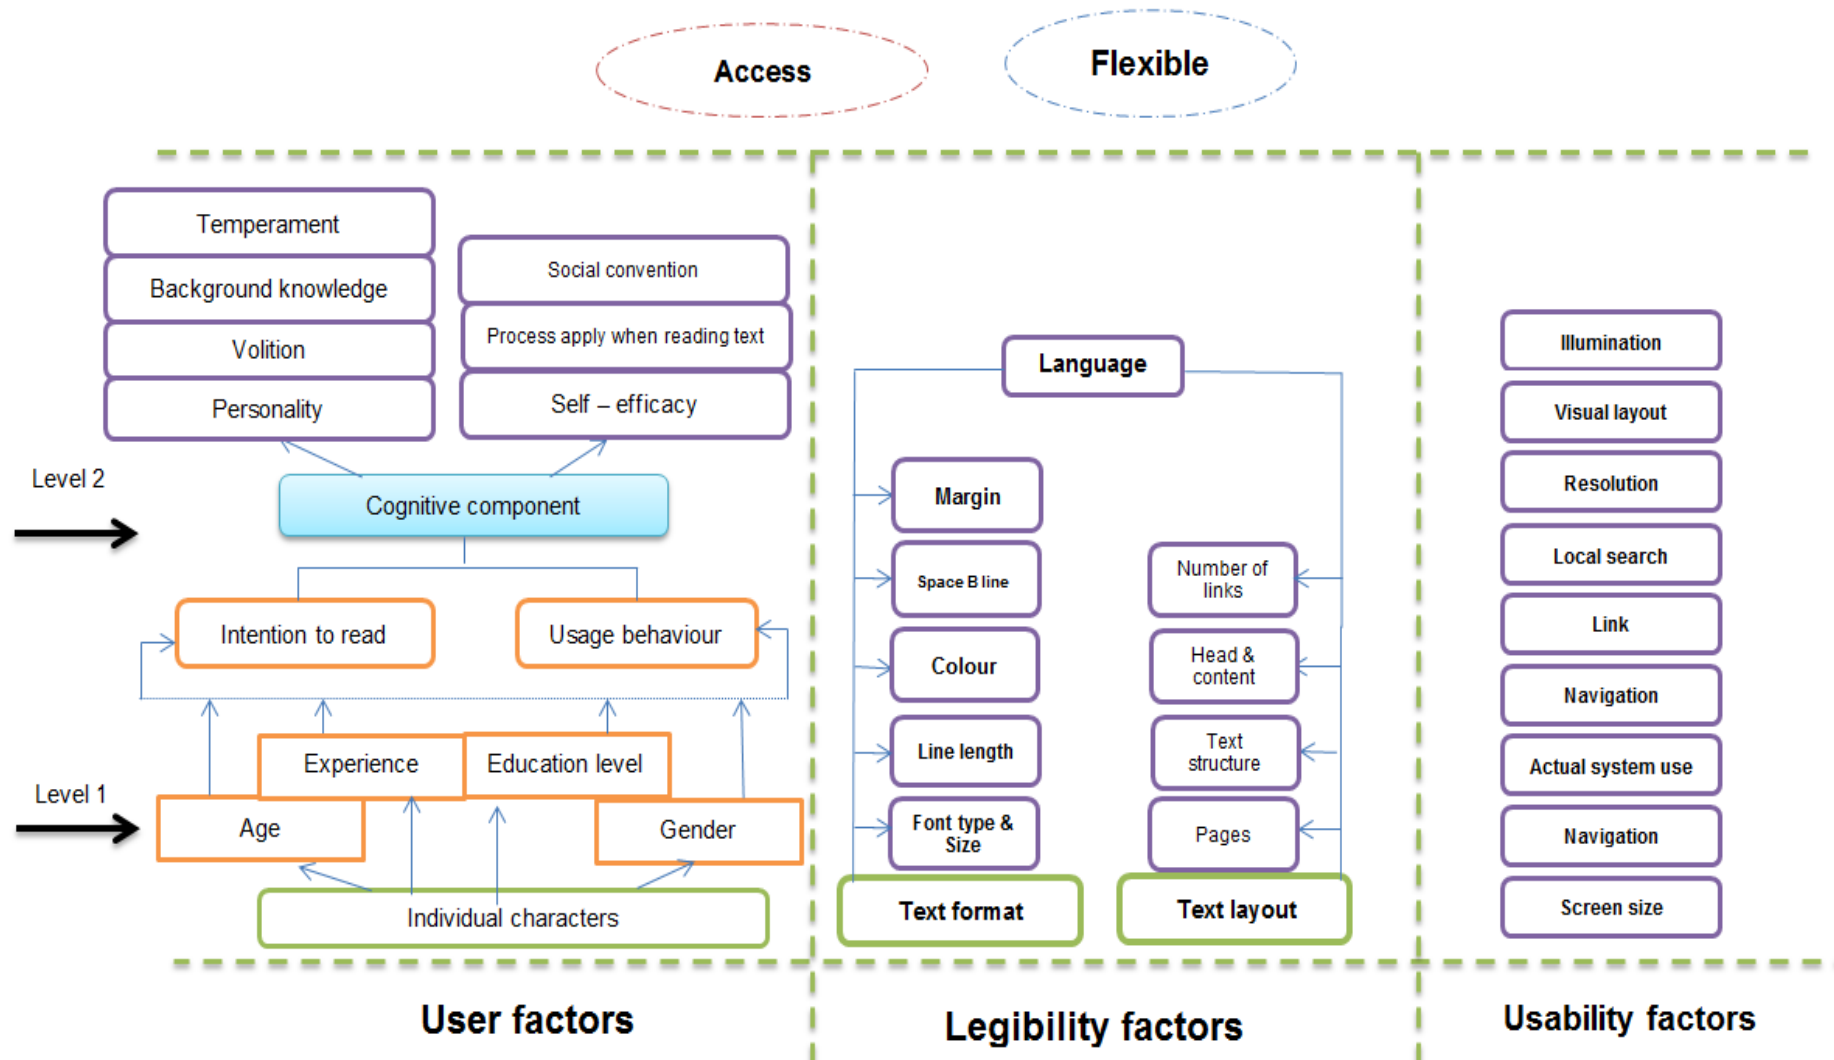 Access
Flexible
Temperament
Background knowledge
Volition
Personality
Social convention
Process apply when reading text
Self – efficacy
Level 2
Cognitive component
Intention to read
Usage behaviour
Experience
Education level
Level 1
Age
Gender
Individual characters
User factors
Language
Margin
Space B line
Colour
Line length
Font type &
Size
Text format
Number of
links
Head &
content
Text
structure
Pages
Text layout
Legibility factors
Illumination
Visual layout
Resolution
Local search
Link
Navigation
Actual system use
Navigation
Screen size
Usability factors